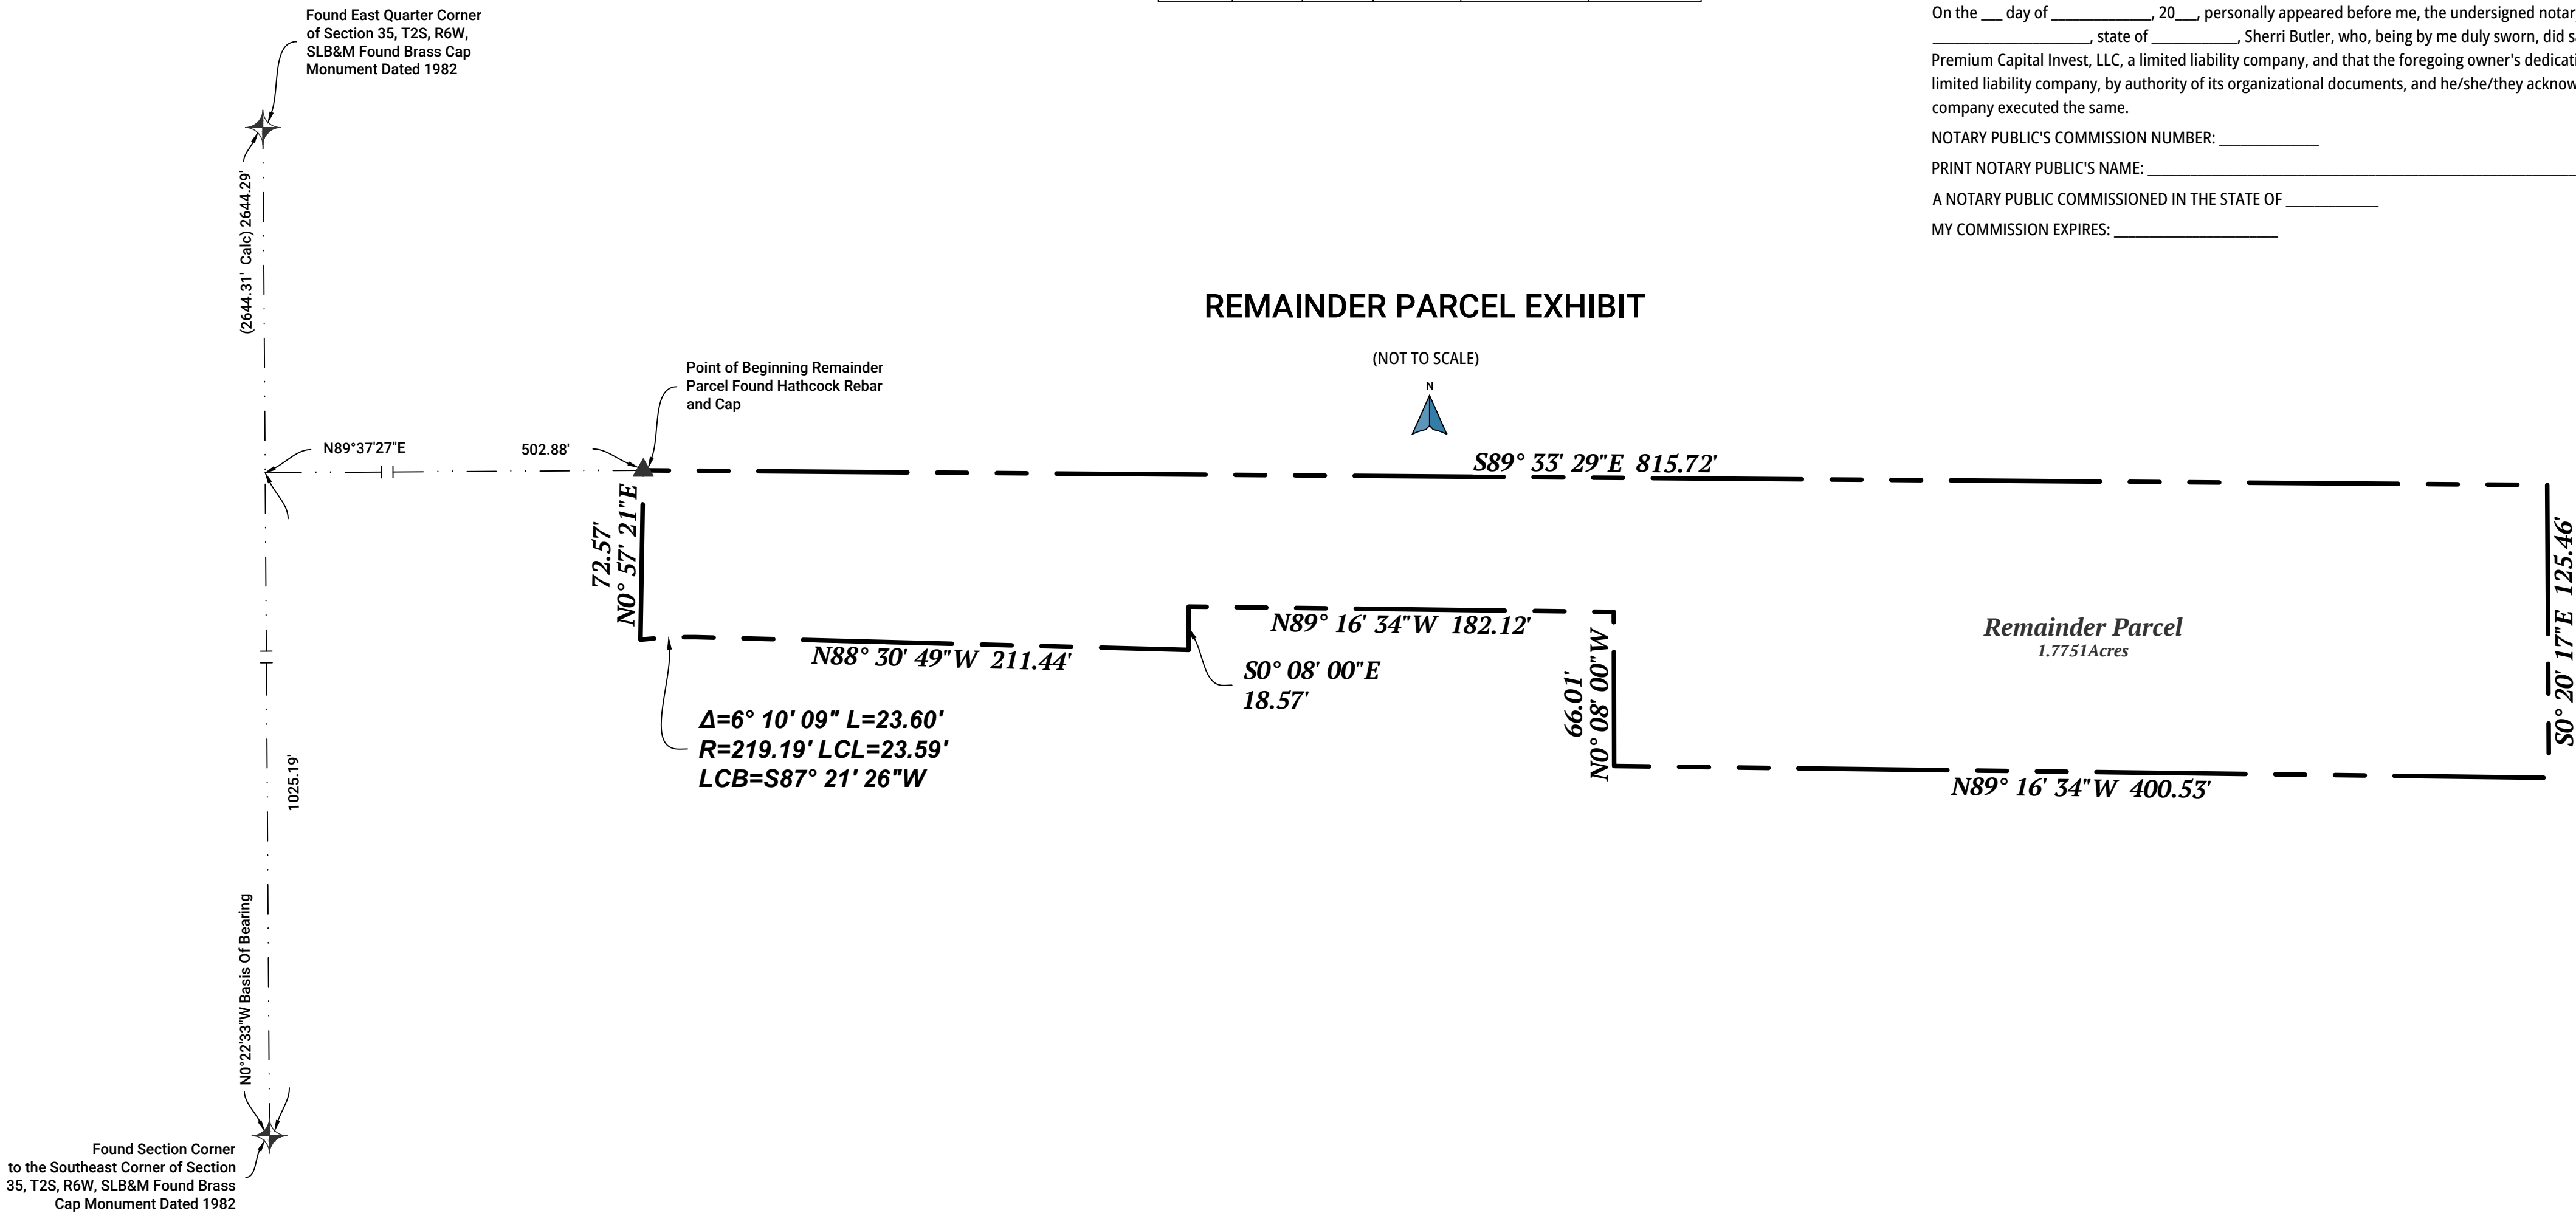 Found East Quarter Corner
of Section 35, T2S, R6W,
SLB&M Found Brass Cap
Monument Dated 1982
On the ___ day of ______________, 20___, personally appeared before me, the undersigned notar
______________________, state of ____________, Sherri Butler, who, being by me duly sworn, did s
Premium Capital Invest, LLC, a limited liability company, and that the foregoing owner's dedicati
limited liability company, by authority of its organizational documents, and he/she/they acknow
company executed the same.
NOTARY PUBLIC'S COMMISSION NUMBER: ______________
PRINT NOTARY PUBLIC'S NAME: ______________
A NOTARY PUBLIC COMMISSIONED IN THE STATE OF _____________
MY COMMISSION EXPIRES: _______________________
(2644.31' Calc) 2644.29'
REMAINDER PARCEL EXHIBIT
(NOT TO SCALE)
N
Point of Beginning Remainder
Parcel Found Hathcock Rebar
and Cap
N89°37'27"E
502.88'
S89° 33' 29"E 815.72'
72.57'
N0° 57' 21"E
N88° 30' 49"W 211.44'
N89° 16' 34"W 182.12'
S0° 08' 00"E
18.57'
66.01'
N0° 08' 00"W
Remainder Parcel
1.7751Acres
S0° 20' 17"E 125.46'
N89° 16' 34"W 400.53'
Δ=6° 10' 09" L=23.60'
R=219.19' LCL=23.59'
LCB=S87° 21' 26"W
1025.19'
N0°22'33"W Basis Of Bearing
Found Section Corner
to the Southeast Corner of Section
35, T2S, R6W, SLB&M Found Brass
Cap Monument Dated 1982